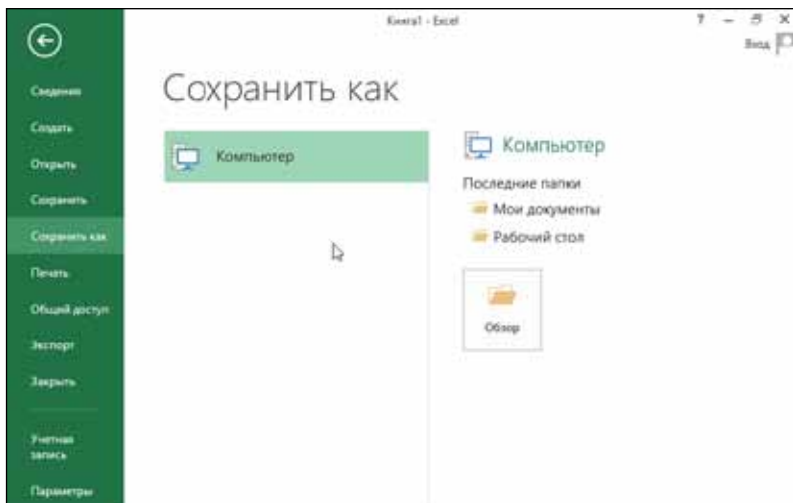 Книга1 - Excel
?
Вход
Сведения
Создать
Открыть
Сохранить
Сохранить как
Печать
Общий доступ
Экспорт
Закрыть
Учетная
запись
Параметры
Сохранить как
Компьютер
Компьютер
Последние папки
Мои документы
Рабочий стол
Обзор